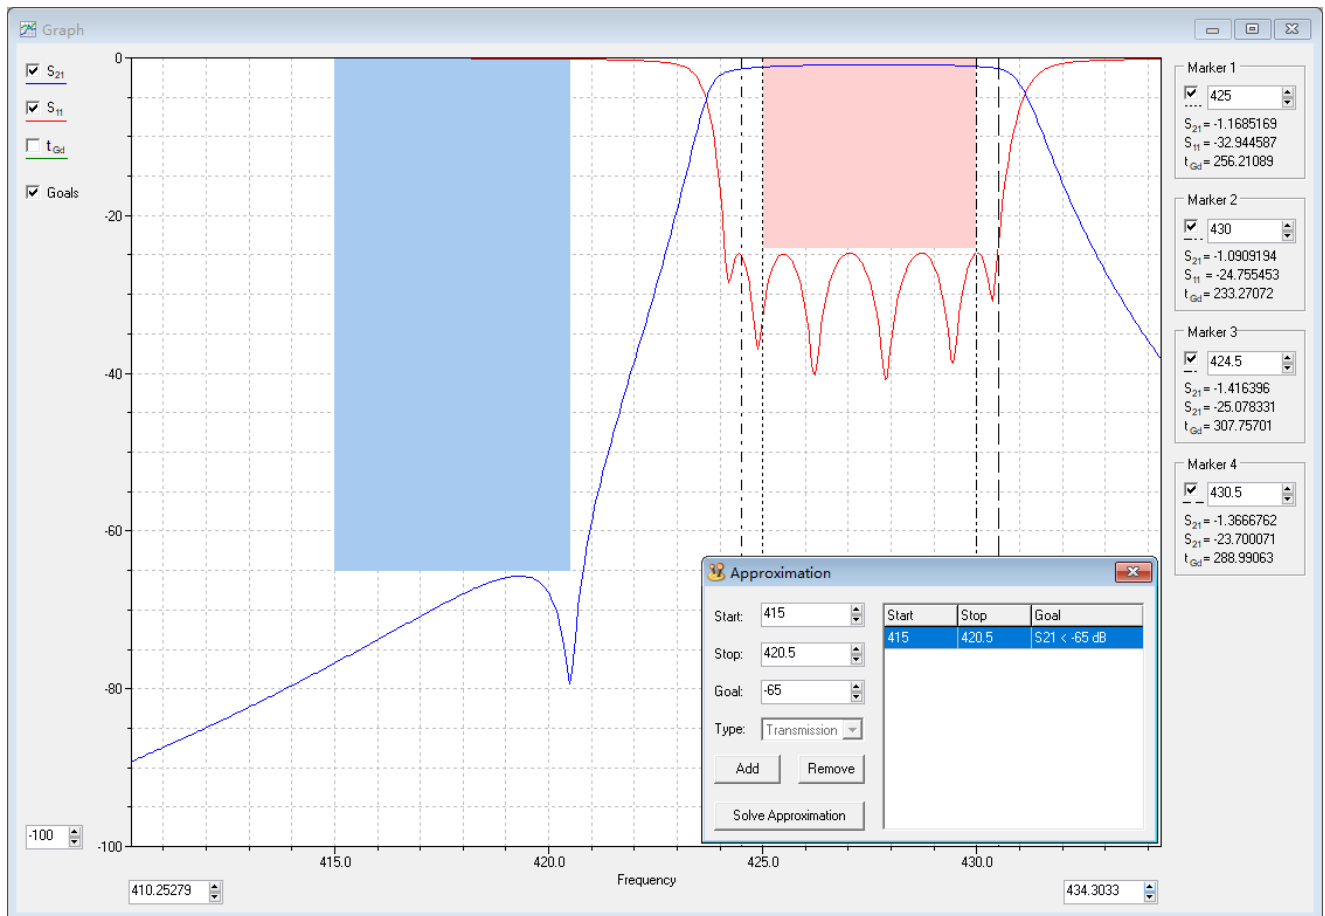 Graph
S21
S11
tGd
Goals
0
-20
-40
-60
-80
-100
-100
415.0
420.0
425.0
430.0
Frequency
410.25279
434.3033
Marker 1
425
S21 = -1.1685169
S11 = -32.944587
tGd = 256.21089
Marker 2
430
S21 = -1.0909194
S11 = -24.755453
tGd = 233.27072
Marker 3
424.5
S21 = -1.416396
S21 = -25.078331
tGd = 307.75701
Marker 4
430.5
S21 = -1.3666762
S21 = -23.700071
tGd = 288.99063
Approximation
Start: 415
Stop: 420.5
Goal: -65
Type: Transmission
Add Remove
Solve Approximation
Start Stop Goal
415 420.5 S21 < -65 dB